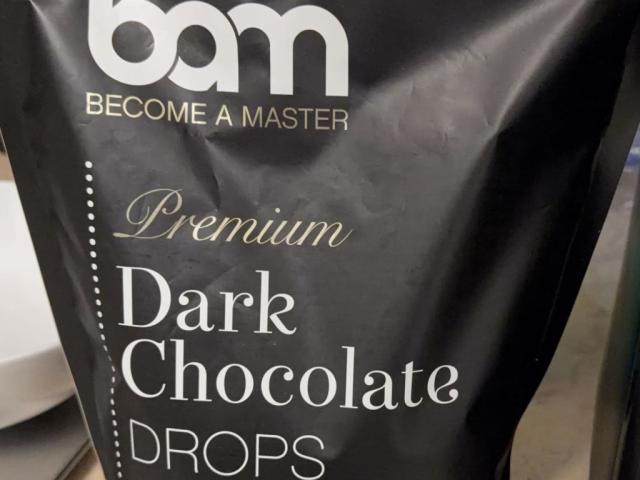 bam
BECOME A MASTER
Premium
Dark
Chocolate
DROPS